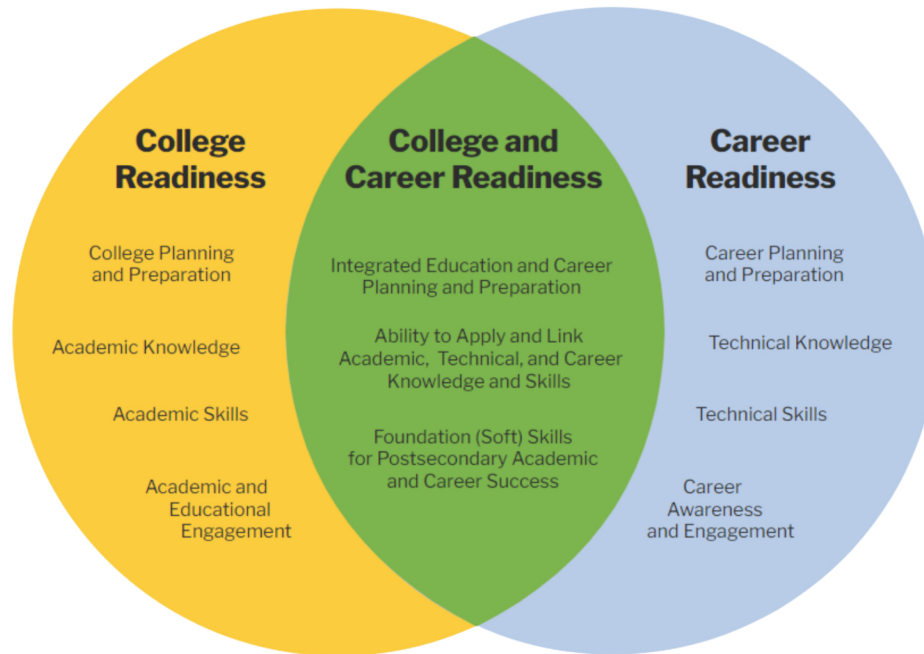 College
Readiness
College Planning
and Preparation
Academic Knowledge
Academic Skills
Academic and
Educational
Engagement
College and
Career Readiness
Integrated Education and Career
Planning and Preparation
Ability to Apply and Link
Academic, Technical, and Career
Knowledge and Skills
Foundation (Soft) Skills
for Postsecondary Academic
and Career Success
Career
Readiness
Career Planning
and Preparation
Technical Knowledge
Technical Skills
Career
Awareness
and Engagement